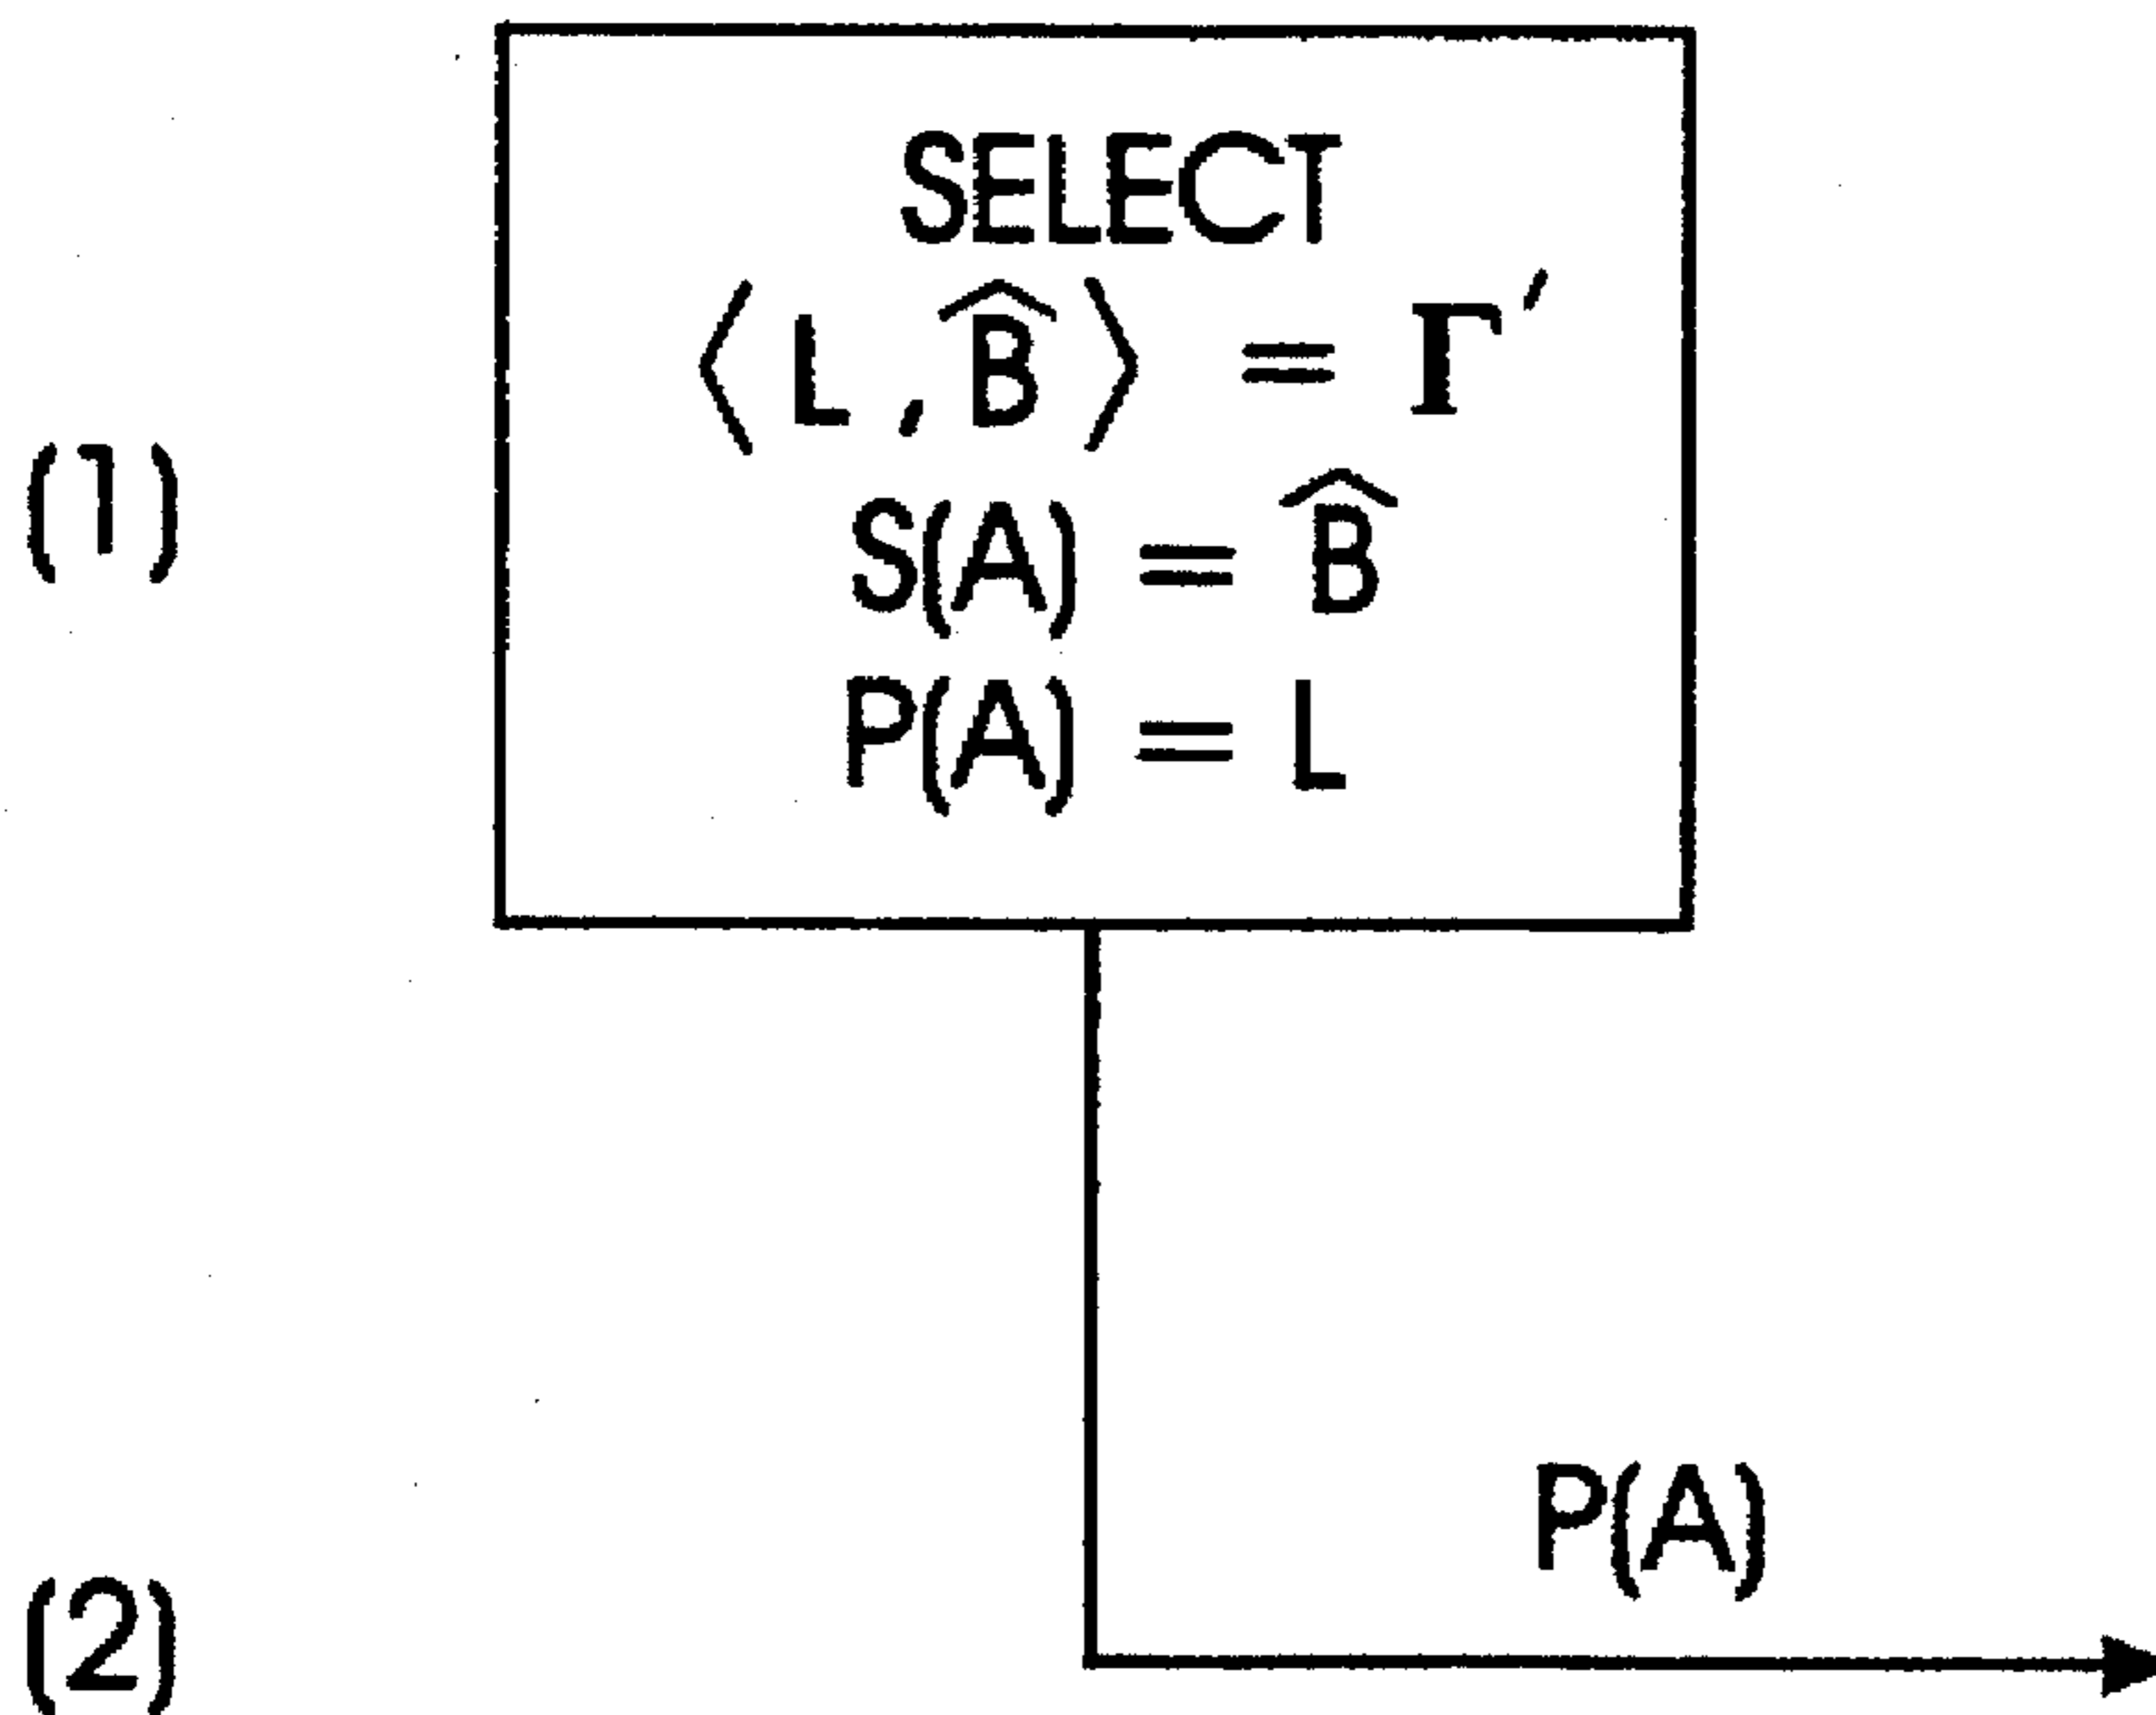 SELECT
⟨L, B̂⟩ = Γ′
(1)
S(A) = B̂
P(A) = L
P(A)
(2)